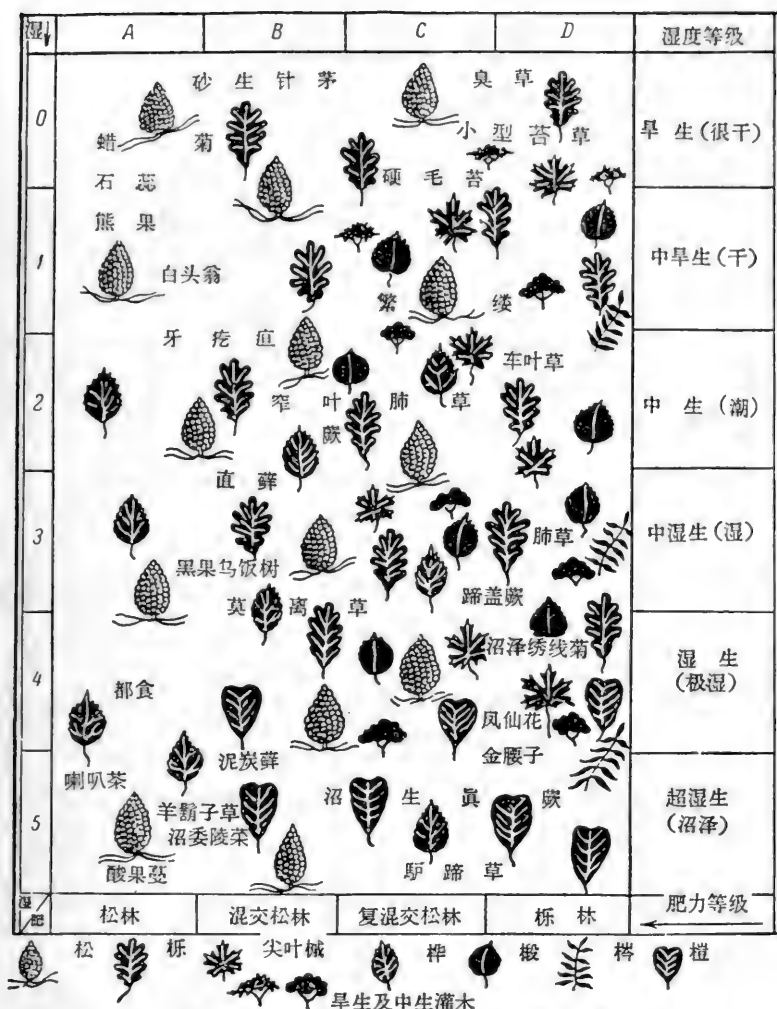 湿↓ A B C D 湿度等级
砂生针茅 臭草
0 旱生(很干)
蜡菊 小型苔草
石蕊 硬毛苔
熊果
1 中旱生(干)
白头翁
繁缕
牙疙疸
车叶草
2 窄叶肺草 中生(潮)
蕨
直藓
3 肺草 中湿生(湿)
黑果乌饭树
蹄盖蕨
莫离草
沼泽绣线菊 湿生
4 (极湿)
都食
凤仙花
泥炭藓 金腰子
喇叭茶
羊鬍子草 沼生真蕨 超湿生
5 沼委陵菜 (沼泽)
酸果蔓 驴蹄草
湿肥 松林 混交松林 复混交松林 栎林 肥力等级
松 栎 尖叶槭 桦 椴 梣 榿
旱生及中生灌木